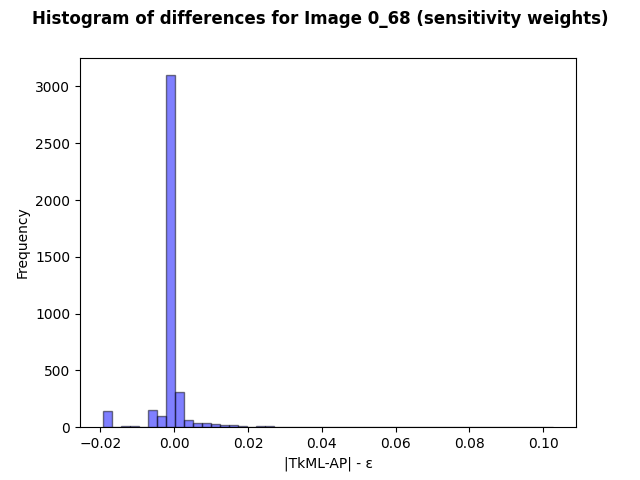 Histogram of differences for Image 0_68 (sensitivity weights)
3000
2500
2000
1500
1000
500
0
Frequency
−0.02 0.00 0.02 0.04 0.06 0.08 0.10
|TkML-AP| - ε